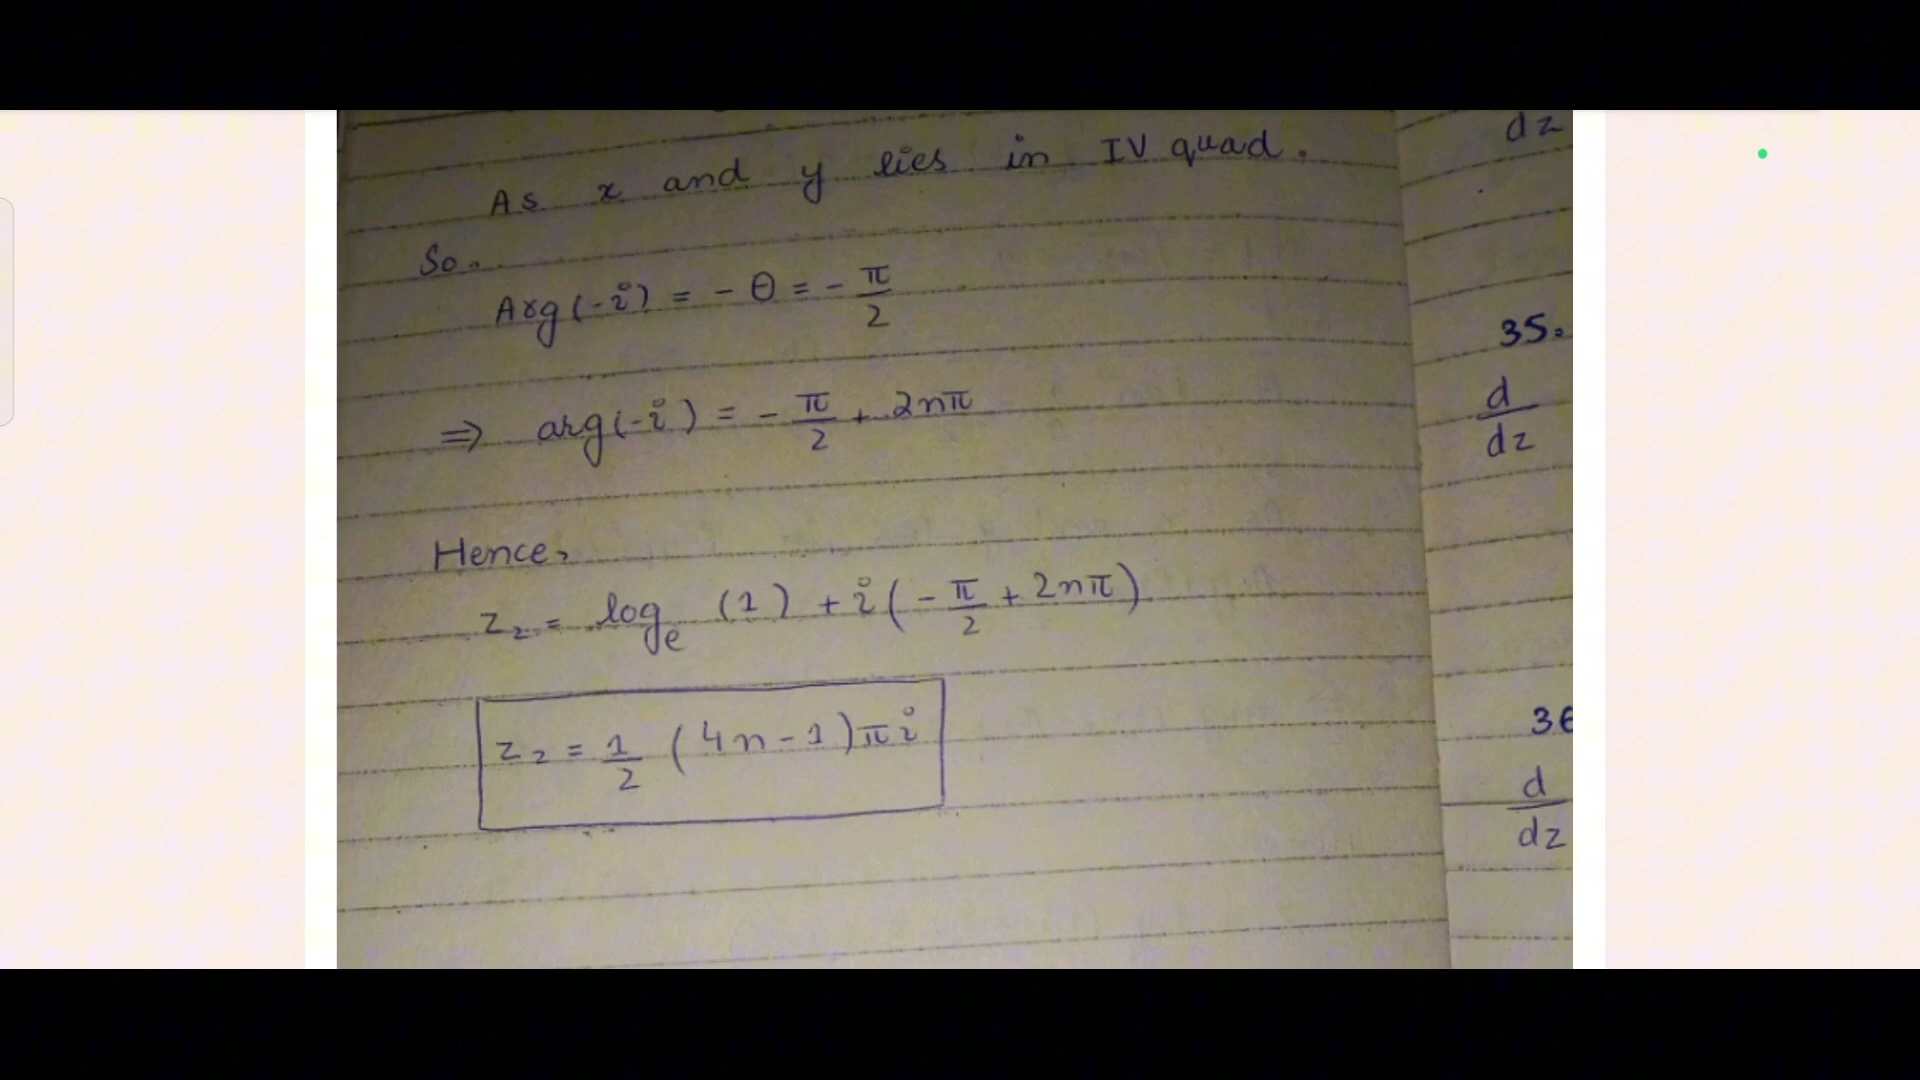 As x and y lies in IV quad.
So.
Arg(-i) = - θ = - π/2
⇒ arg(-i) = - π/2 + 2nπ
Hence,
z₂ = logₑ (1) + i(- π/2 + 2nπ)
z₂ = 1/2 (4n-1)πi
dz
35.
d/dz
36
d/dz